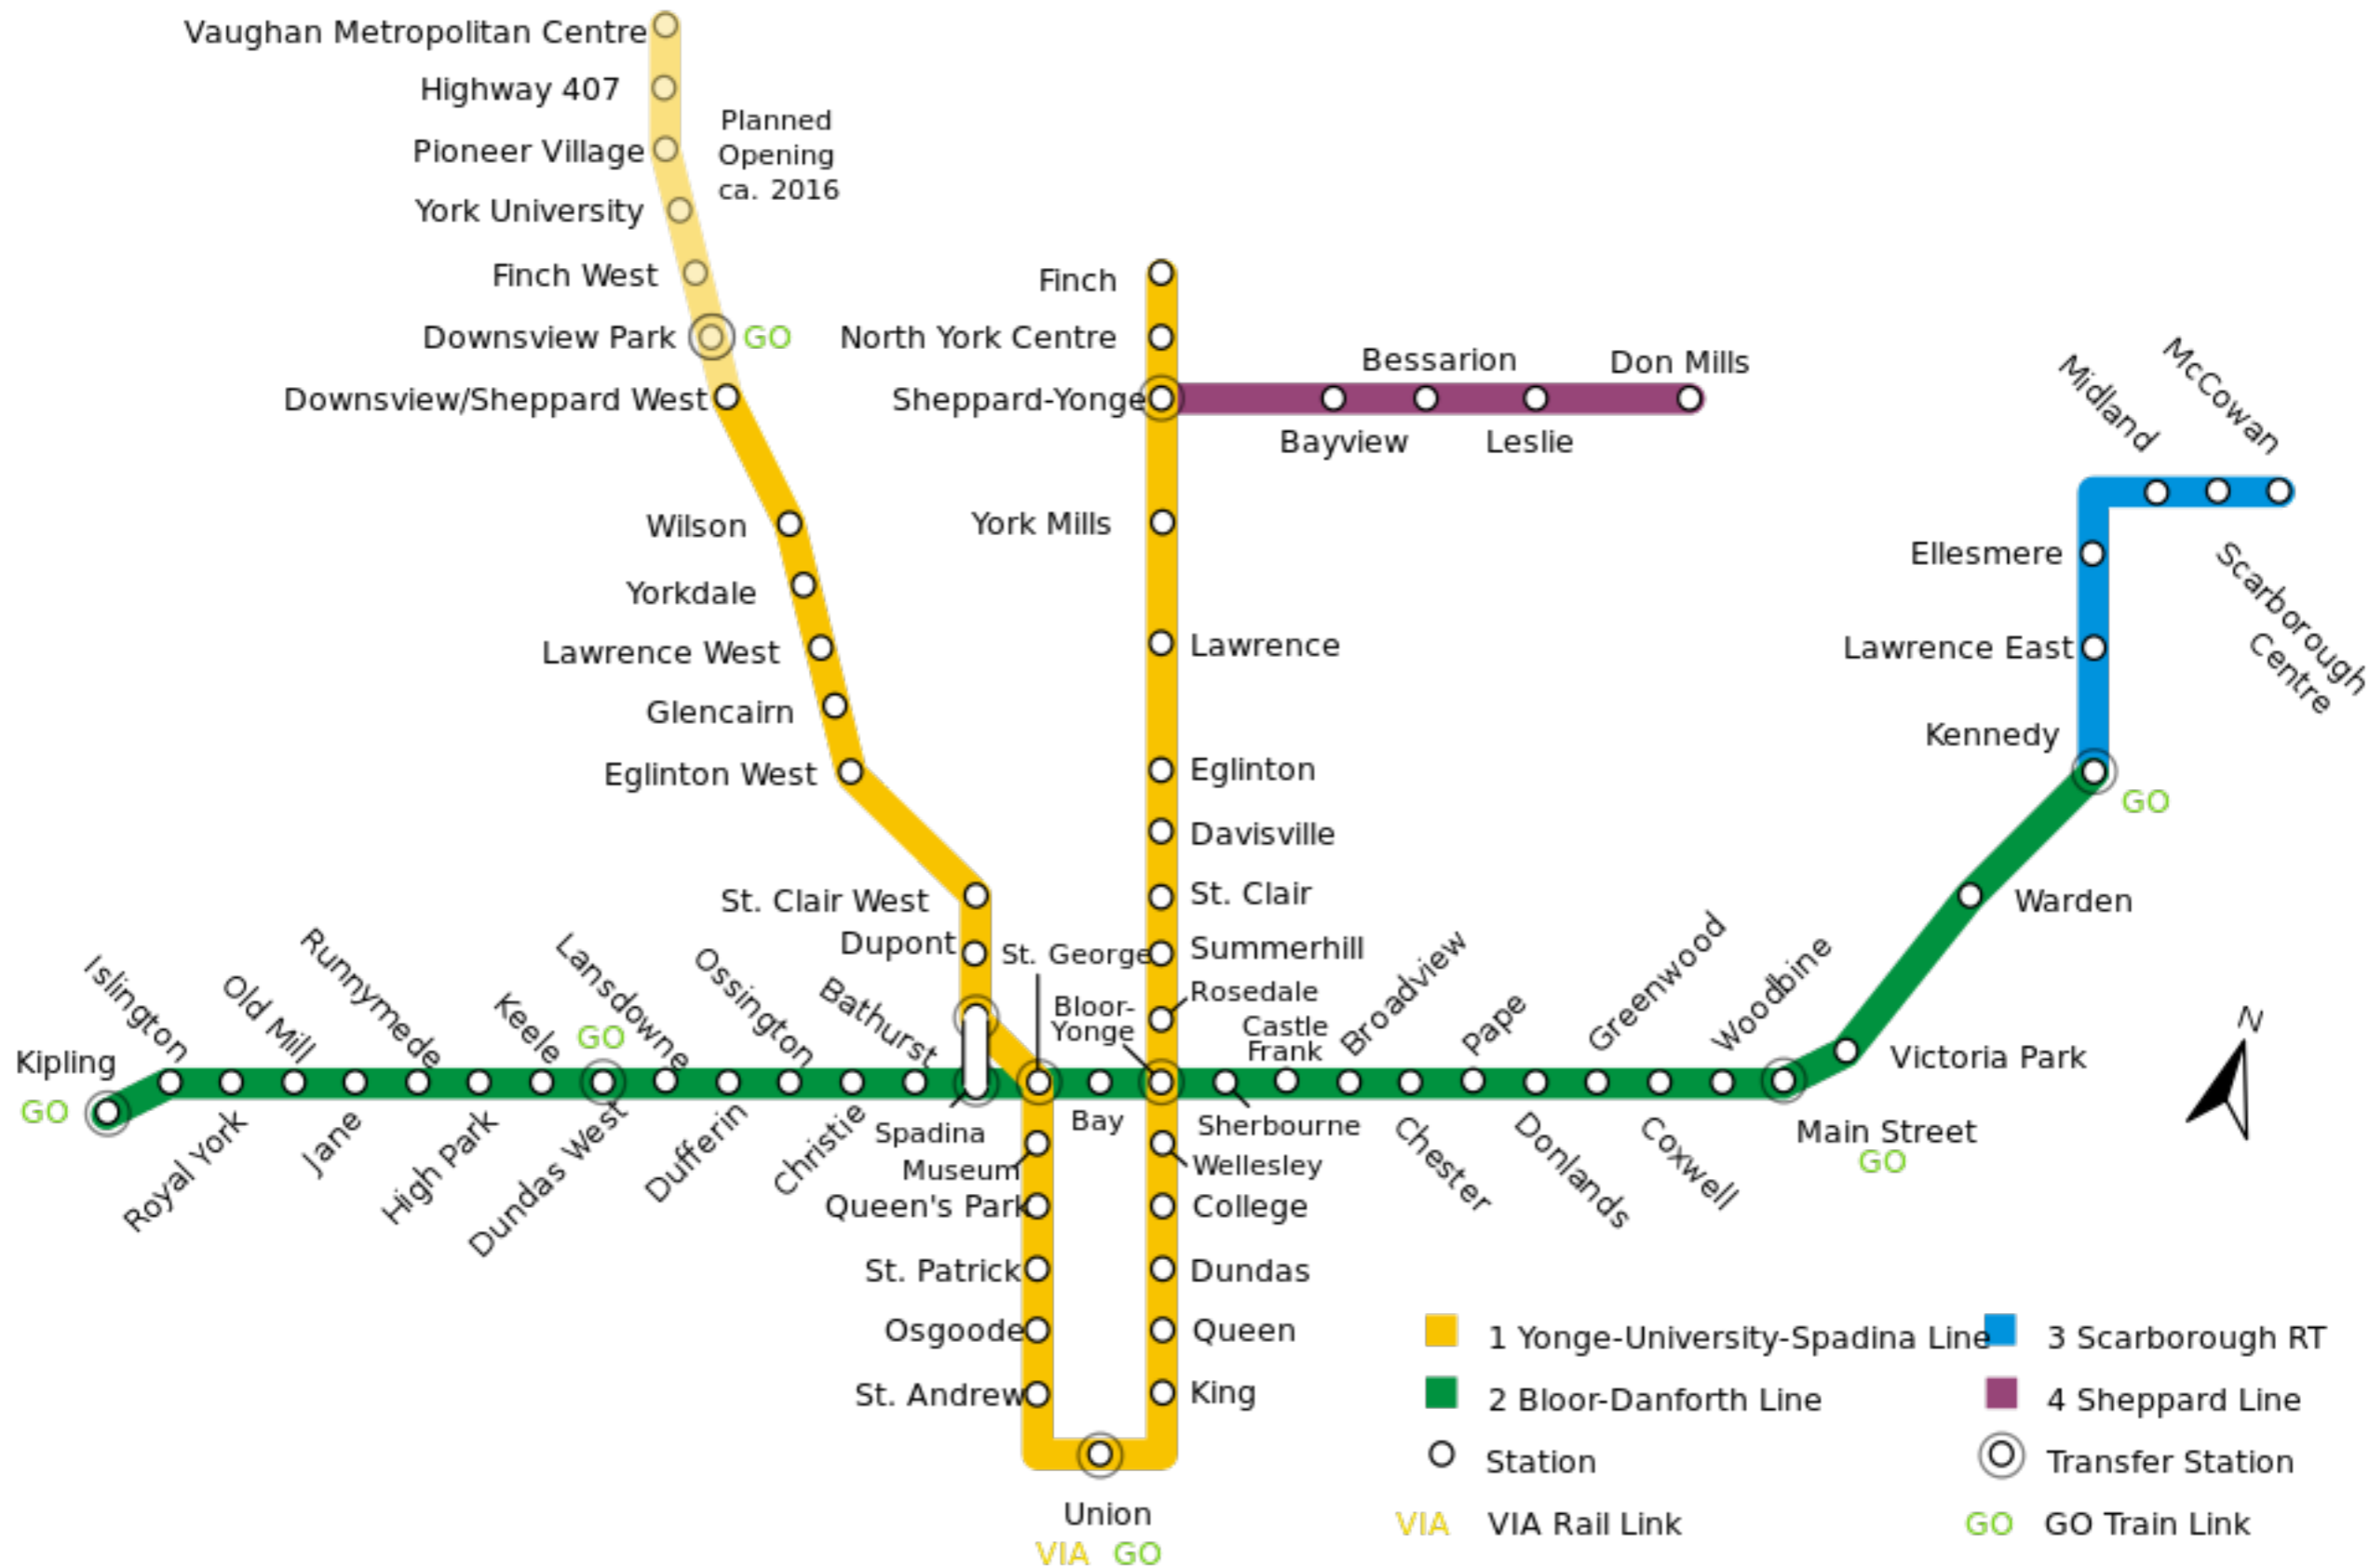 Vaughan Metropolitan Centre
Highway 407
Pioneer Village
York University
Finch West
Downsview Park
GO
Downsview/Sheppard West
Planned
Opening
ca. 2016
Wilson
Yorkdale
Lawrence West
Glencairn
Eglinton West
St. Clair West
Dupont
Finch
North York Centre
Sheppard-Yonge
Bessarion
Don Mills
Bayview
Leslie
York Mills
Lawrence
Eglinton
Davisville
St. Clair
Summerhill
Rosedale
St. George
Bloor-
Yonge
Midland
McCowan
Scarborough
Centre
Ellesmere
Lawrence East
Kennedy
GO
Warden
Victoria Park
Main Street
GO
Kipling
GO
Islington
Royal York
Old Mill
Jane
Runnymede
High Park
Keele
GO
Dundas West
Lansdowne
Dufferin
Ossington
Christie
Bathurst
Spadina
Bay
Castle
Frank
Sherbourne
Broadview
Chester
Pape
Donlands
Greenwood
Coxwell
Woodbine
Museum
Queen's Park
St. Patrick
Osgoode
St. Andrew
Wellesley
College
Dundas
Queen
King
Union
VIA GO
N
1 Yonge-University-Spadina Line
2 Bloor-Danforth Line
Station
VIA VIA Rail Link
3 Scarborough RT
4 Sheppard Line
Transfer Station
GO GO Train Link